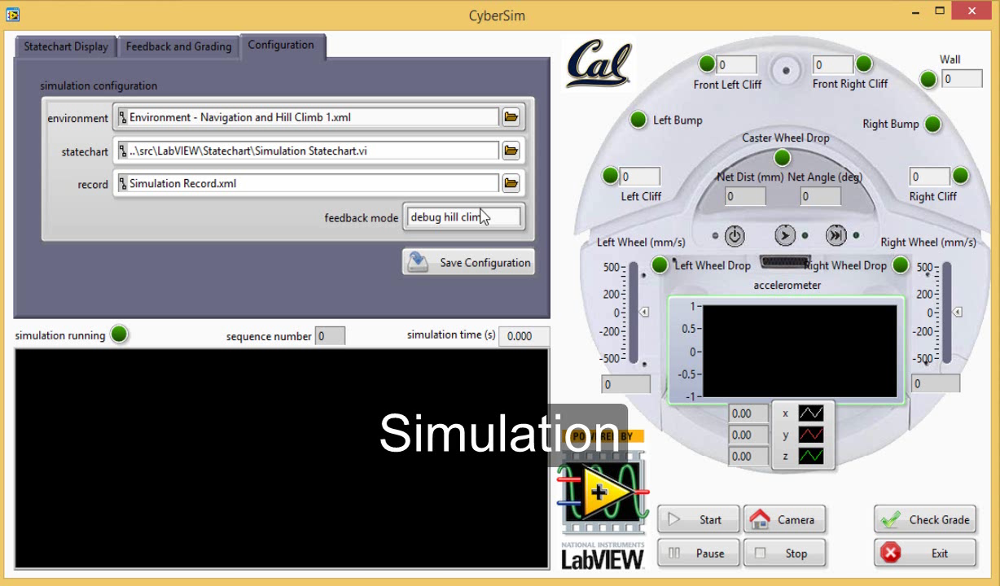 CyberSim
Statechart Display
Feedback and Grading
Configuration
simulation configuration
environment
Environment - Navigation and Hill Climb 1.xml
statechart
..\src\LabVIEW\Statechart\Simulation Statechart.vi
record
Simulation Record.xml
feedback mode
debug hill clim
Save Configuration
simulation running
sequence number
0
simulation time (s)
0.000
Simulation
Cal
0
Front Left Cliff
0
Front Right Cliff
Wall
0
Left Bump
Right Bump
Caster Wheel Drop
Net Dist (mm)
Net Angle (deg)
0
0
0
Left Cliff
0
Right Cliff
Left Wheel (mm/s)
Right Wheel (mm/s)
Left Wheel Drop
Right Wheel Drop
500
200
0
-200
-500
0
500
200
0
-200
-500
0
accelerometer
1
0.5
0
-0.5
-1
0.00 x
0.00 y
0.00 z
POWERED BY
NATIONAL INSTRUMENTS
LabVIEW
Start
Camera
Check Grade
Pause
Stop
Exit